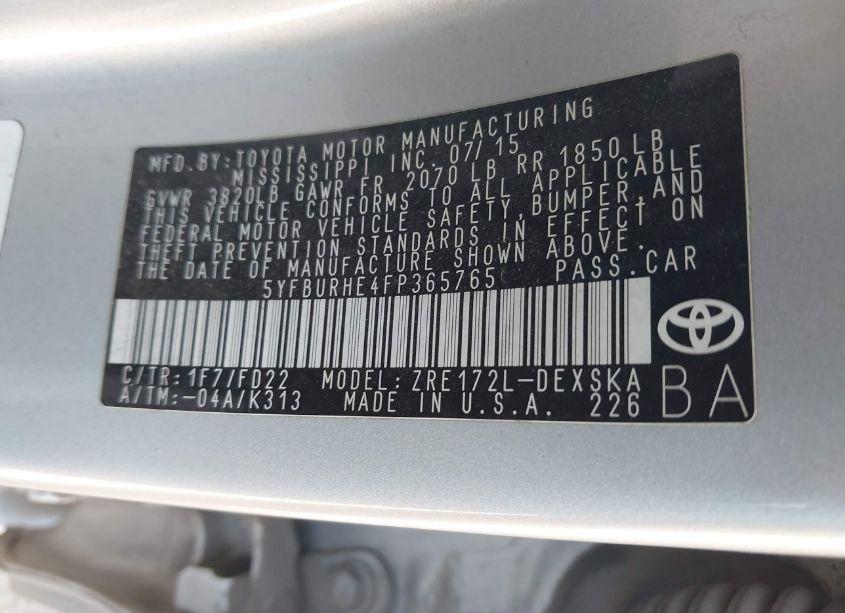 MFD.BY:TOYOTA MOTOR MANUFACTURING
MISSISSIPPI INC. 07/15
GVWR 3820LB GAWR FR 2070 LB RR 1850 LB
THIS VEHICLE CONFORMS TO ALL APPLICABLE
FEDERAL MOTOR VEHICLE SAFETY, BUMPER, AND
THEFT PREVENTION STANDARDS IN EFFECT ON
THE DATE OF MANUFACTURE SHOWN ABOVE.
5YFBURHE4FP365765 PASS.CAR
C/TR:1F7/FD22 MODEL: ZRE172L-DEXSKA
A/TM:-04A/K313 MADE IN U.S.A. 226
BA